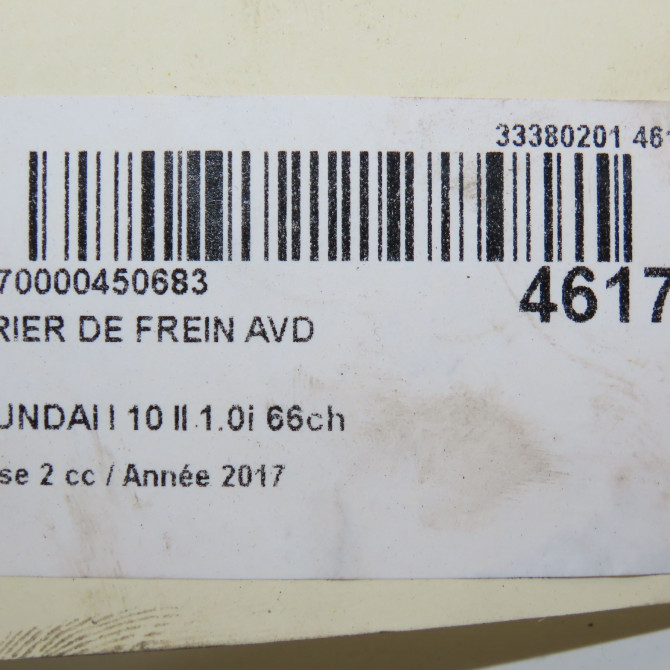 33380201 461
70000450683
4617
RIER DE FREIN AVD
UNDAI I 10 II 1.0i 66ch
se 2 cc / Année 2017